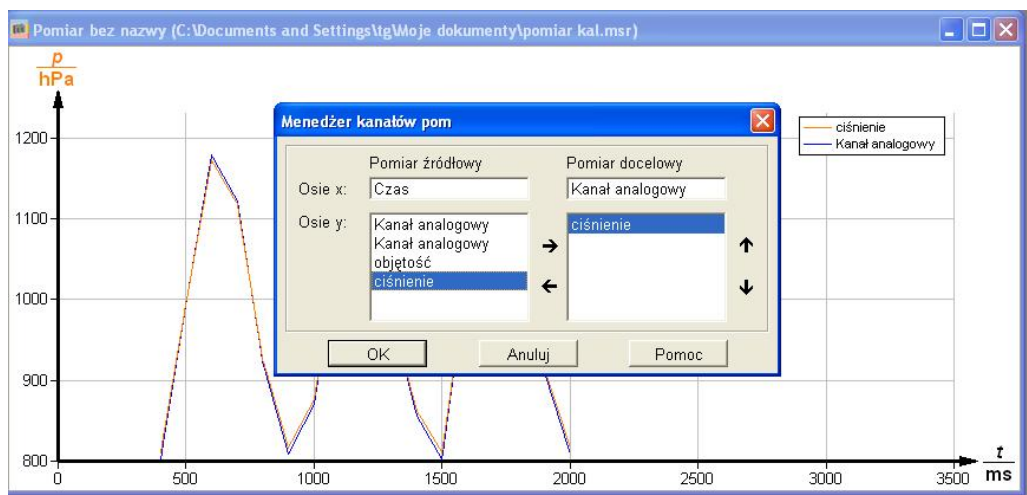 Pomiar bez nazwy (C:\Documents and Settings\tg\Moje dokumenty\pomiar kal.msr)
p
hPa
1200
1100
1000
900
800
0
500
1000
1500
2000
2500
3000
3500
t
ms
ciśnienie
Kanał analogowy
Menedżer kanałów pom
Pomiar źródłowy
Pomiar docelowy
Osie x:
Czas
Kanał analogowy
Osie y:
Kanał analogowy
Kanał analogowy
objętość
ciśnienie
ciśnienie
OK
Anuluj
Pomoc